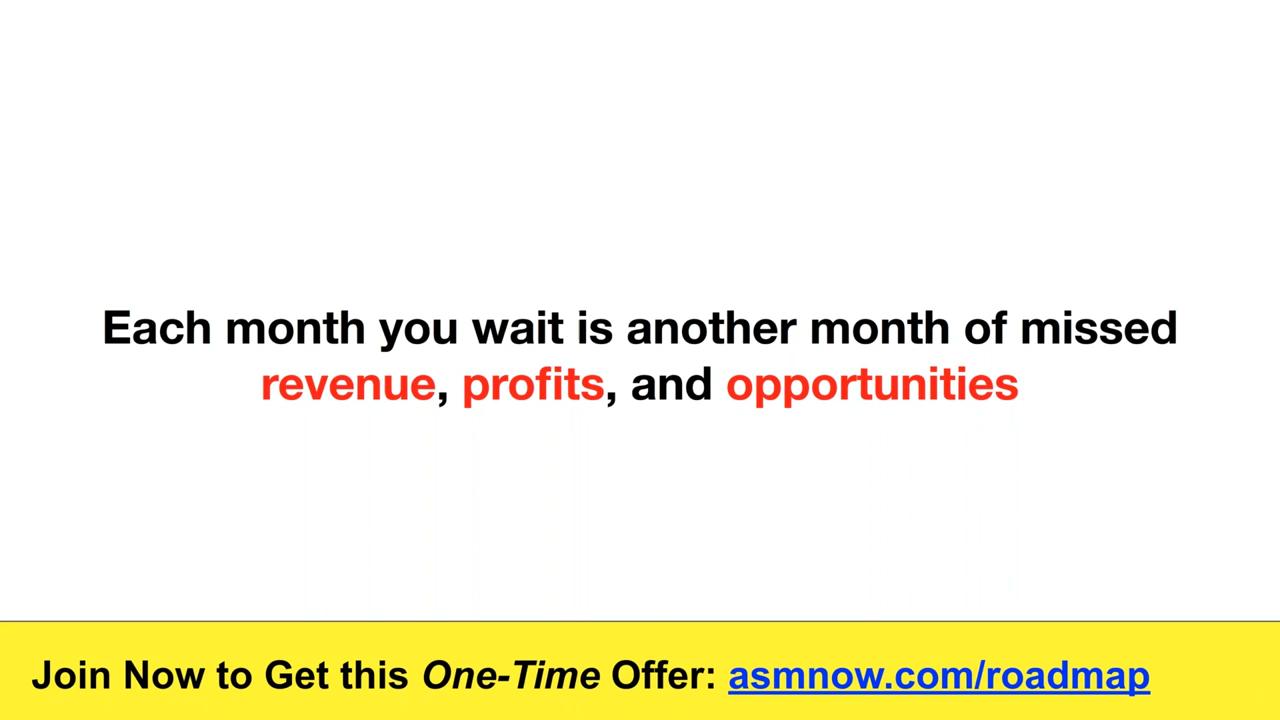 Each month you wait is another month of missed
revenue, profits, and opportunities
Join Now to Get this One-Time Offer: asmnow.com/roadmap